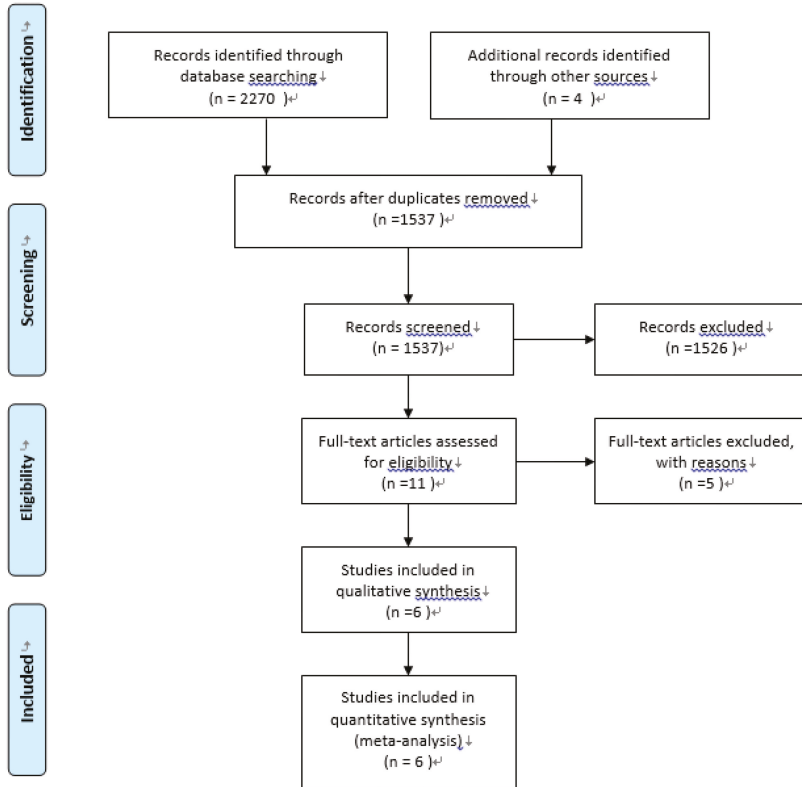 Identification
Records identified through
database searching
(n = 2270 )
Additional records identified
through other sources
(n = 4 )
Records after duplicates removed
(n =1537 )
Screening
Records screened
(n = 1537)
Records excluded
(n =1526 )
Eligibility
Full-text articles assessed
for eligibility
(n =11 )
Full-text articles excluded,
with reasons
(n =5 )
Studies included in
qualitative synthesis
(n =6 )
Included
Studies included in
quantitative synthesis
(meta-analysis)
(n = 6 )